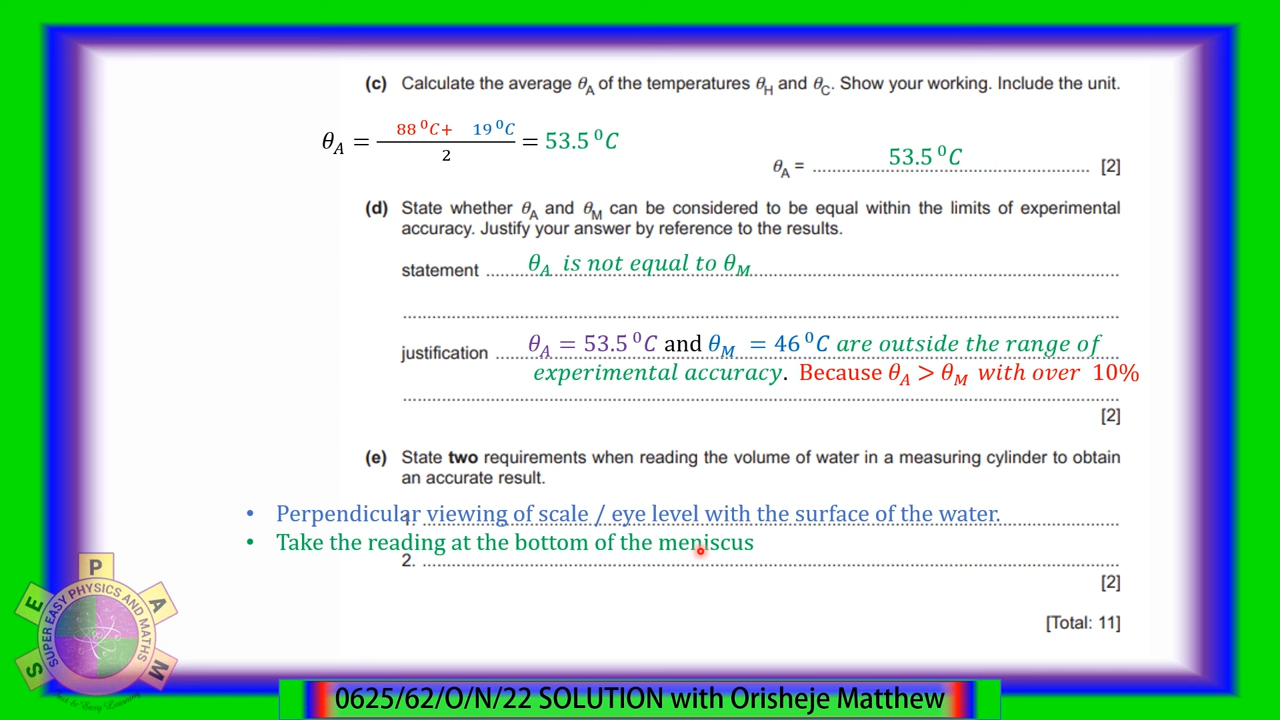 (c) Calculate the average θA of the temperatures θH and θC. Show your working. Include the unit.
θA = (88 ⁰C + 19 ⁰C) / 2 = 53.5 ⁰C
θA = 53.5 ⁰C [2]
(d) State whether θA and θM can be considered to be equal within the limits of experimental
accuracy. Justify your answer by reference to the results.
statement θA is not equal to θM
justification θA = 53.5 ⁰C and θM = 46 ⁰C are outside the range of
experimental accuracy. Because θA > θM with over 10%
[2]
(e) State two requirements when reading the volume of water in a measuring cylinder to obtain
an accurate result.
• Perpendicular viewing of scale / eye level with the surface of the water.
1.
• Take the reading at the bottom of the meniscus
2.
[2]
[Total: 11]
S E P A M
SUPER EASY PHYSICS AND MATHS
0625/62/O/N/22 SOLUTION with Orisheje Matthew